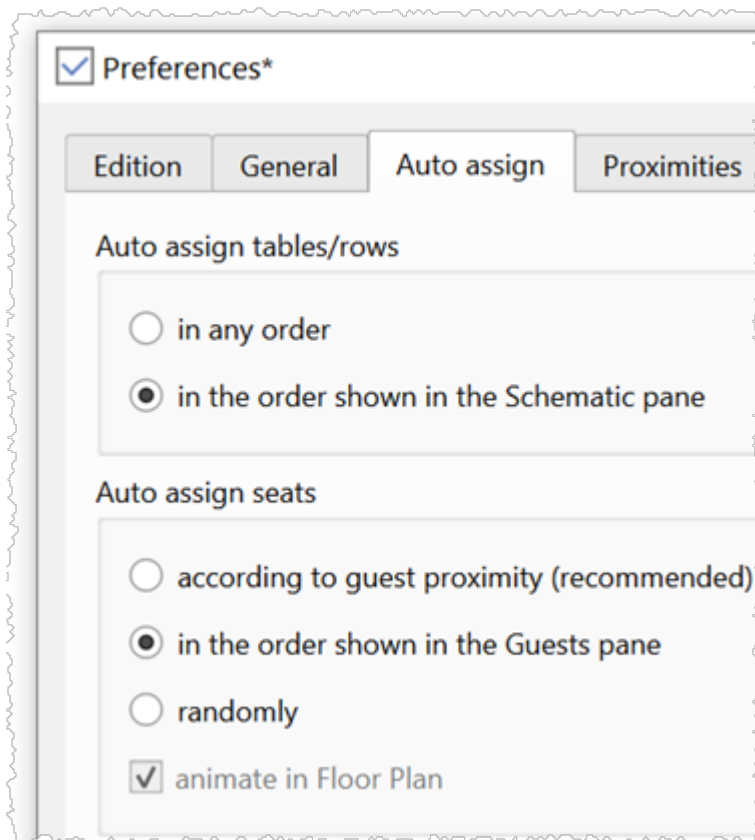 Preferences*
Edition General Auto assign Proximities
Auto assign tables/rows
in any order
in the order shown in the Schematic pane
Auto assign seats
according to guest proximity (recommended)
in the order shown in the Guests pane
randomly
animate in Floor Plan